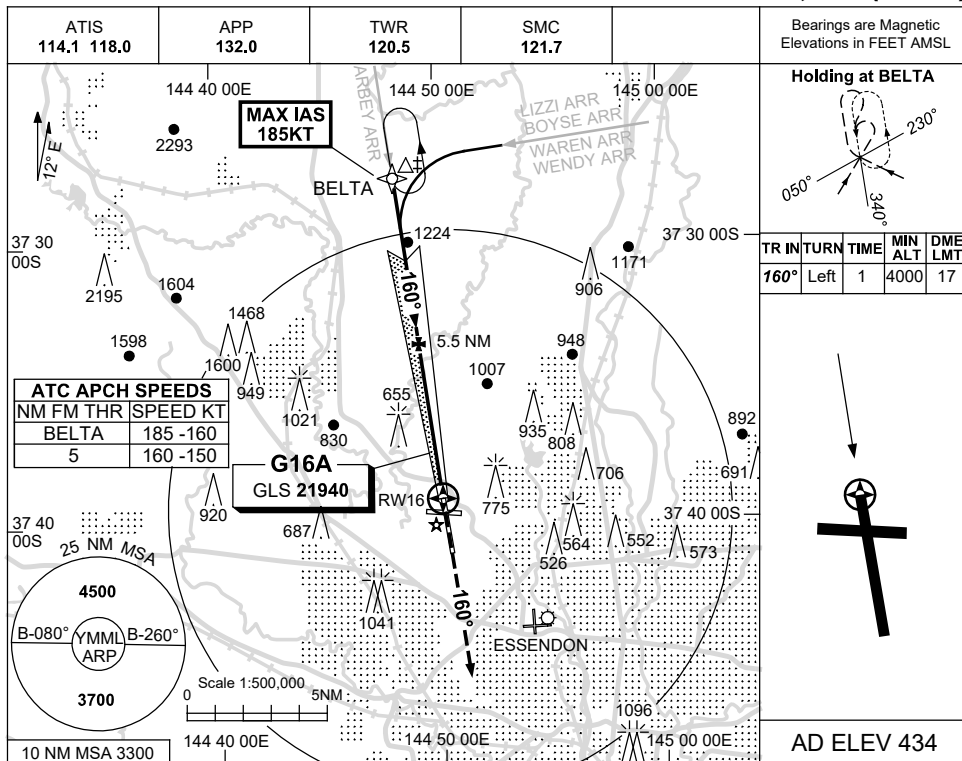 ATIS
114.1 118.0
APP
132.0
TWR
120.5
SMC
121.7
Bearings are Magnetic
Elevations in FEET AMSL
144 40 00E
144 50 00E
145 00 00E
12° E
2293
MAX IAS
185KT
ARBEY ARR
LIZZI ARR
BOYSE ARR
WAREN ARR
WENDY ARR
BELTA
Holding at BELTA
230°
050°
340°
TR IN TURN TIME MIN ALT DME LMT
160° Left 1 4000 17
37 30
00S
37 30 00S
1224
1171
906
2195
1604
160°
5.5 NM
1468
1598
1600
949
1021
948
1007
655
830
935
808
892
691
ATC APCH SPEEDS
NM FM THR SPEED KT
BELTA 185 -160
5 160 -150
G16A
GLS 21940
RW16
706
775
920
687
37 40
00S
37 40 00S
564
552
573
526
25 NM MSA
4500
B-080°
YMML
ARP
B-260°
3700
1041
160°
ESSENDON
Scale 1:500,000
0
5NM
1096
10 NM MSA 3300
144 40 00E
144 50 00E
145 00 00E
AD ELEV 434